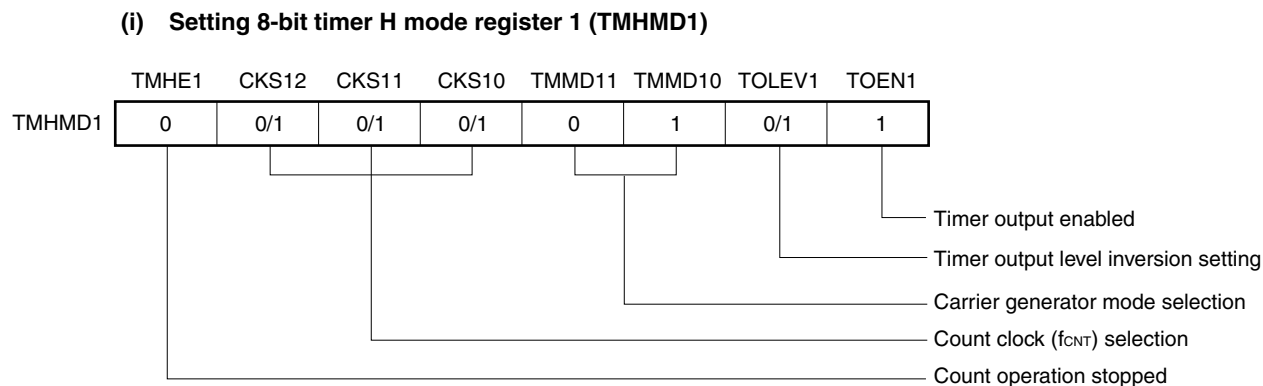 (i) Setting 8-bit timer H mode register 1 (TMHMD1)
TMHE1 CKS12 CKS11 CKS10 TMMD11 TMMD10 TOLEV1 TOEN1
TMHMD1 0 0/1 0/1 0/1 0 1 0/1 1
Timer output enabled
Timer output level inversion setting
Carrier generator mode selection
Count clock (fCNT) selection
Count operation stopped